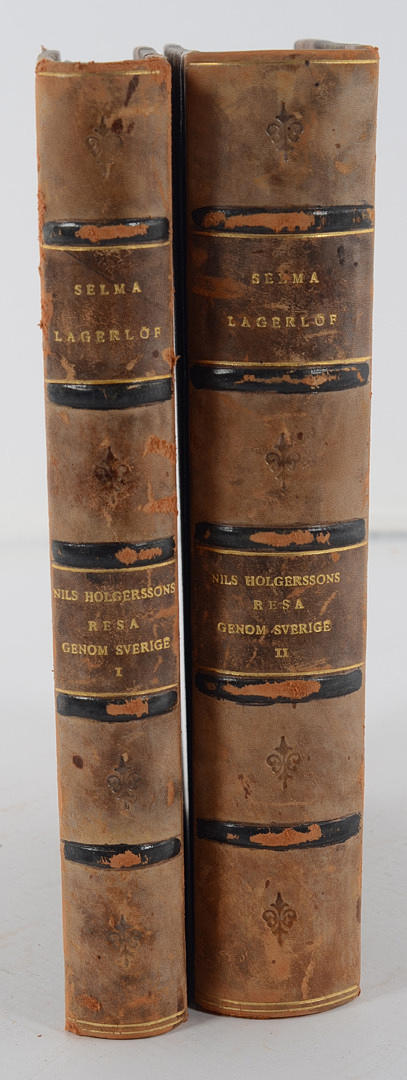 SELMA
LAGERLÖF
NILS HOLGERSSONS
RESA
GENOM SVERIGE
I
SELMA
LAGERLÖF
NILS HOLGERSSONS
RESA
GENOM SVERIGE
II